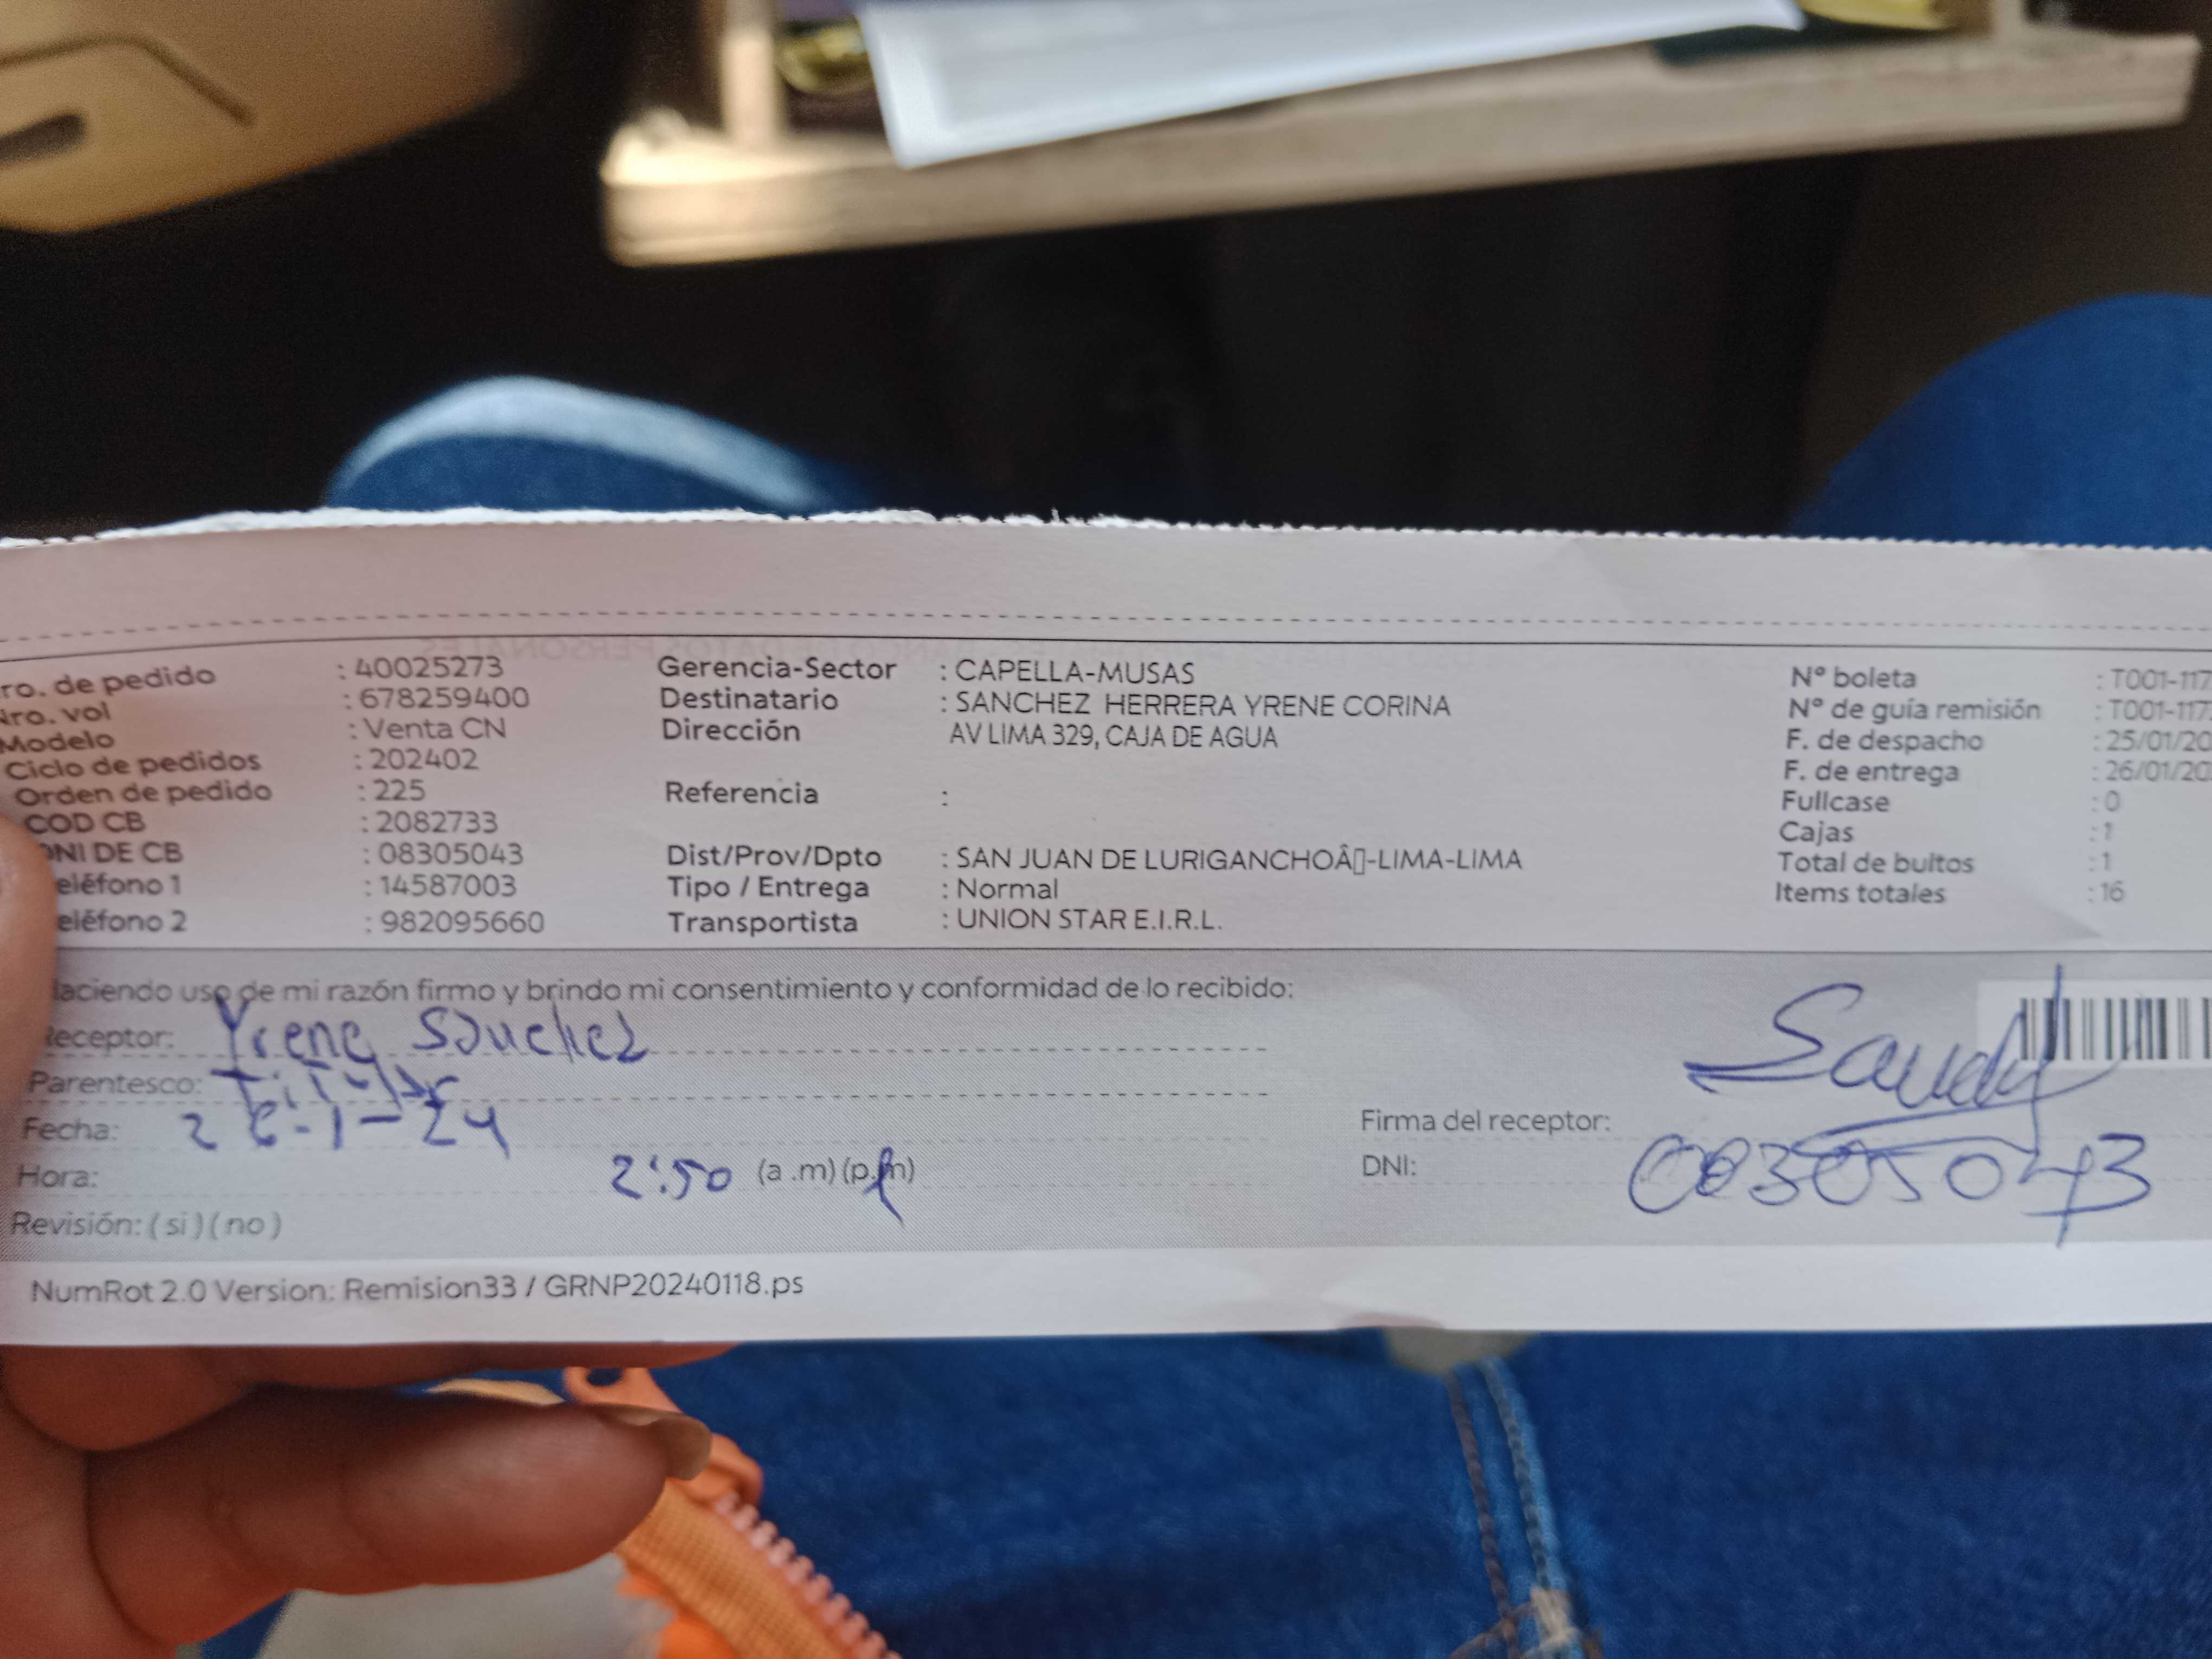 ro. de pedido : 40025273 Gerencia-Sector : CAPELLA-MUSAS Nº boleta : T001-117
Nro. vol : 678259400 Destinatario : SANCHEZ HERRERA YRENE CORINA Nº de guía remisión : T001-117
Modelo : Venta CN Dirección AV LIMA 329, CAJA DE AGUA F. de despacho : 25/01/20
Ciclo de pedidos : 202402 F. de entrega : 26/01/20
Orden de pedido : 225 Referencia : Fullcase : 0
COD CB : 2082733 Cajas : 1
DNI DE CB : 08305043 Dist/Prov/Dpto : SAN JUAN DE LURIGANCHOÂ▯-LIMA-LIMA Total de bultos : 1
eléfono 1 : 14587003 Tipo / Entrega : Normal Items totales : 16
eléfono 2 : 982095660 Transportista : UNION STAR E.I.R.L.
Haciendo uso de mi razón firmo y brindo mi consentimiento y conformidad de lo recibido:
Receptor: Yrene Sanchez
Parentesco: Titular
Fecha: 26-1-24 Firma del receptor:
Hora: 2:50 (a .m) (p.m) DNI: 08305043
Revisión: ( si ) ( no )
NumRot 2.0 Version: Remision33 / GRNP20240118.ps